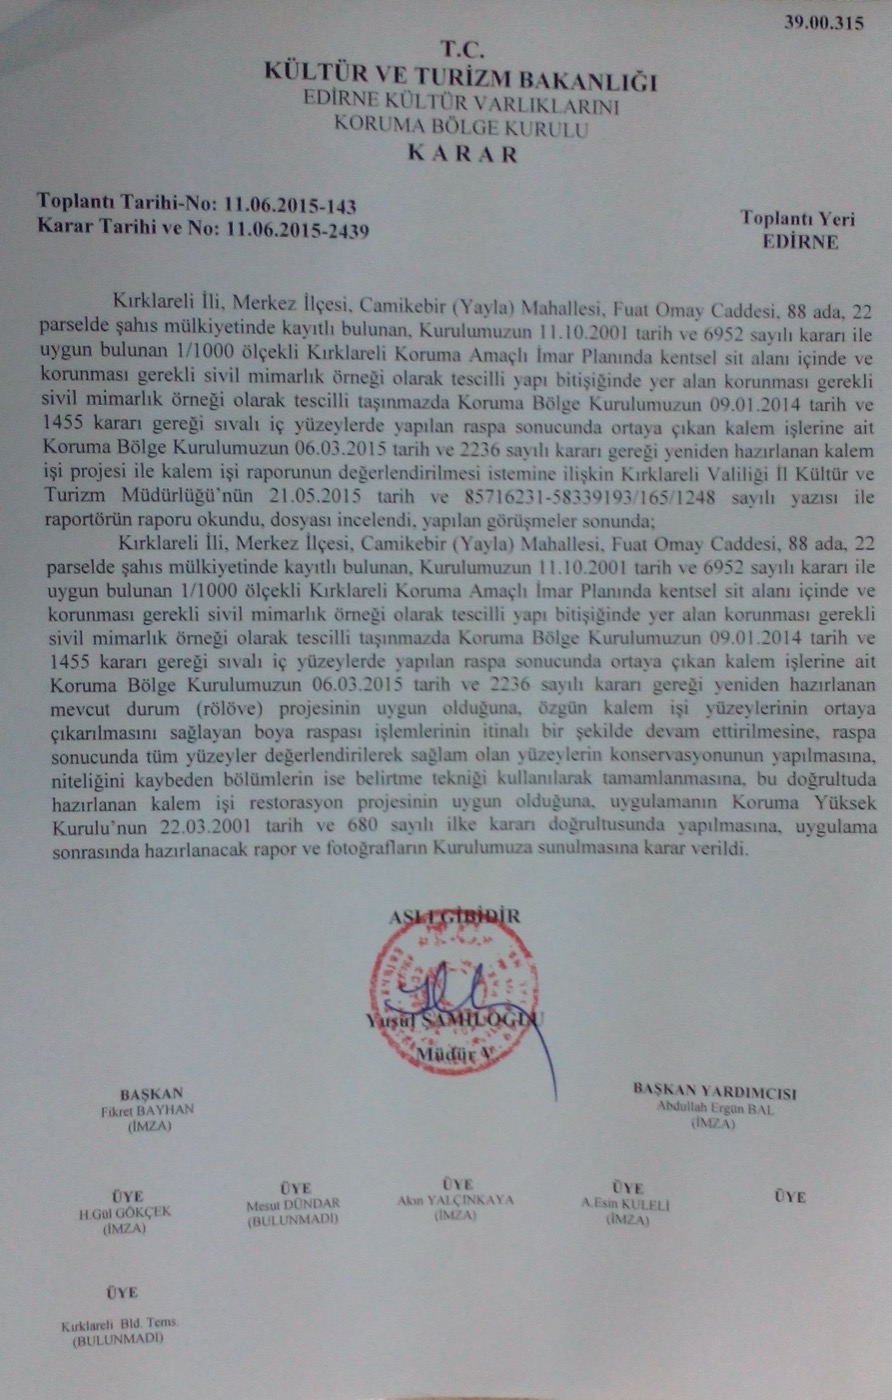 39.00.315
T.C.
KÜLTÜR VE TURİZM BAKANLIĞI
EDİRNE KÜLTÜR VARLIKLARINI
KORUMA BÖLGE KURULU
K A R A R
Toplantı Tarihi-No: 11.06.2015-143
Karar Tarihi ve No: 11.06.2015-2439
Toplantı Yeri
EDİRNE
Kırklareli İli, Merkez İlçesi, Camikebir (Yayla) Mahallesi, Fuat Omay Caddesi, 88 ada, 22
parselde şahıs mülkiyetinde kayıtlı bulunan, Kurulumuzun 11.10.2001 tarih ve 6952 sayılı kararı ile
uygun bulunan 1/1000 ölçekli Kırklareli Koruma Amaçlı İmar Planında kentsel sit alanı içinde ve
korunması gerekli sivil mimarlık örneği olarak tescilli yapı bitişiğinde yer alan korunması gerekli
sivil mimarlık örneği olarak tescilli taşınmazda Koruma Bölge Kurulumuzun 09.01.2014 tarih ve
1455 kararı gereği sıvalı iç yüzeylerde yapılan raspa sonucunda ortaya çıkan kalem işlerine ait
Koruma Bölge Kurulumuzun 06.03.2015 tarih ve 2236 sayılı kararı gereği yeniden hazırlanan kalem
işi projesi ile kalem işi raporunun değerlendirilmesi istemine ilişkin Kırklareli Valiliği İl Kültür ve
Turizm Müdürlüğü'nün 21.05.2015 tarih ve 85716231-58339193/165/1248 sayılı yazısı ile
raportörün raporu okundu, dosyası incelendi, yapılan görüşmeler sonunda;
Kırklareli İli, Merkez İlçesi, Camikebir (Yayla) Mahallesi, Fuat Omay Caddesi, 88 ada, 22
parselde şahıs mülkiyetinde kayıtlı bulunan, Kurulumuzun 11.10.2001 tarih ve 6952 sayılı kararı ile
uygun bulunan 1/1000 ölçekli Kırklareli Koruma Amaçlı İmar Planında kentsel sit alanı içinde ve
korunması gerekli sivil mimarlık örneği olarak tescilli yapı bitişiğinde yer alan korunması gerekli
sivil mimarlık örneği olarak tescilli taşınmazda Koruma Bölge Kurulumuzun 09.01.2014 tarih ve
1455 kararı gereği sıvalı iç yüzeylerde yapılan raspa sonucunda ortaya çıkan kalem işlerine ait
Koruma Bölge Kurulumuzun 06.03.2015 tarih ve 2236 sayılı kararı gereği yeniden hazırlanan
mevcut durum (rölöve) projesinin uygun olduğuna, özgün kalem işi yüzeylerinin ortaya
çıkarılmasını sağlayan boya raspası işlemlerinin itinalı bir şekilde devam ettirilmesine, raspa
sonucunda tüm yüzeyler değerlendirilerek sağlam olan yüzeylerin konservasyonunun yapılmasına,
niteliğini kaybeden bölümlerin ise belirtme tekniği kullanılarak tamamlanmasına, bu doğrultuda
hazırlanan kalem işi restorasyon projesinin uygun olduğuna, uygulamanın Koruma Yüksek
Kurulu'nun 22.03.2001 tarih ve 680 sayılı ilke kararı doğrultusunda yapılmasına, uygulama
sonrasında hazırlanacak rapor ve fotoğrafların Kurulumuza sunulmasına karar verildi.
ASLI GİBİDİR
Yusuf ŞAMİLOĞLU
Müdür V.
BAŞKAN
Fikret BAYHAN
(İMZA)
BAŞKAN YARDIMCISI
Abdullah Ergün BAL
(İMZA)
ÜYE
H.Gül GÖKÇEK
(İMZA)
ÜYE
Mesut DÜNDAR
(BULUNMADI)
ÜYE
Akın YALÇINKAYA
(İMZA)
ÜYE
A.Esin KULELİ
(İMZA)
ÜYE
ÜYE
Kırklareli Bld. Tems.
(BULUNMADI)